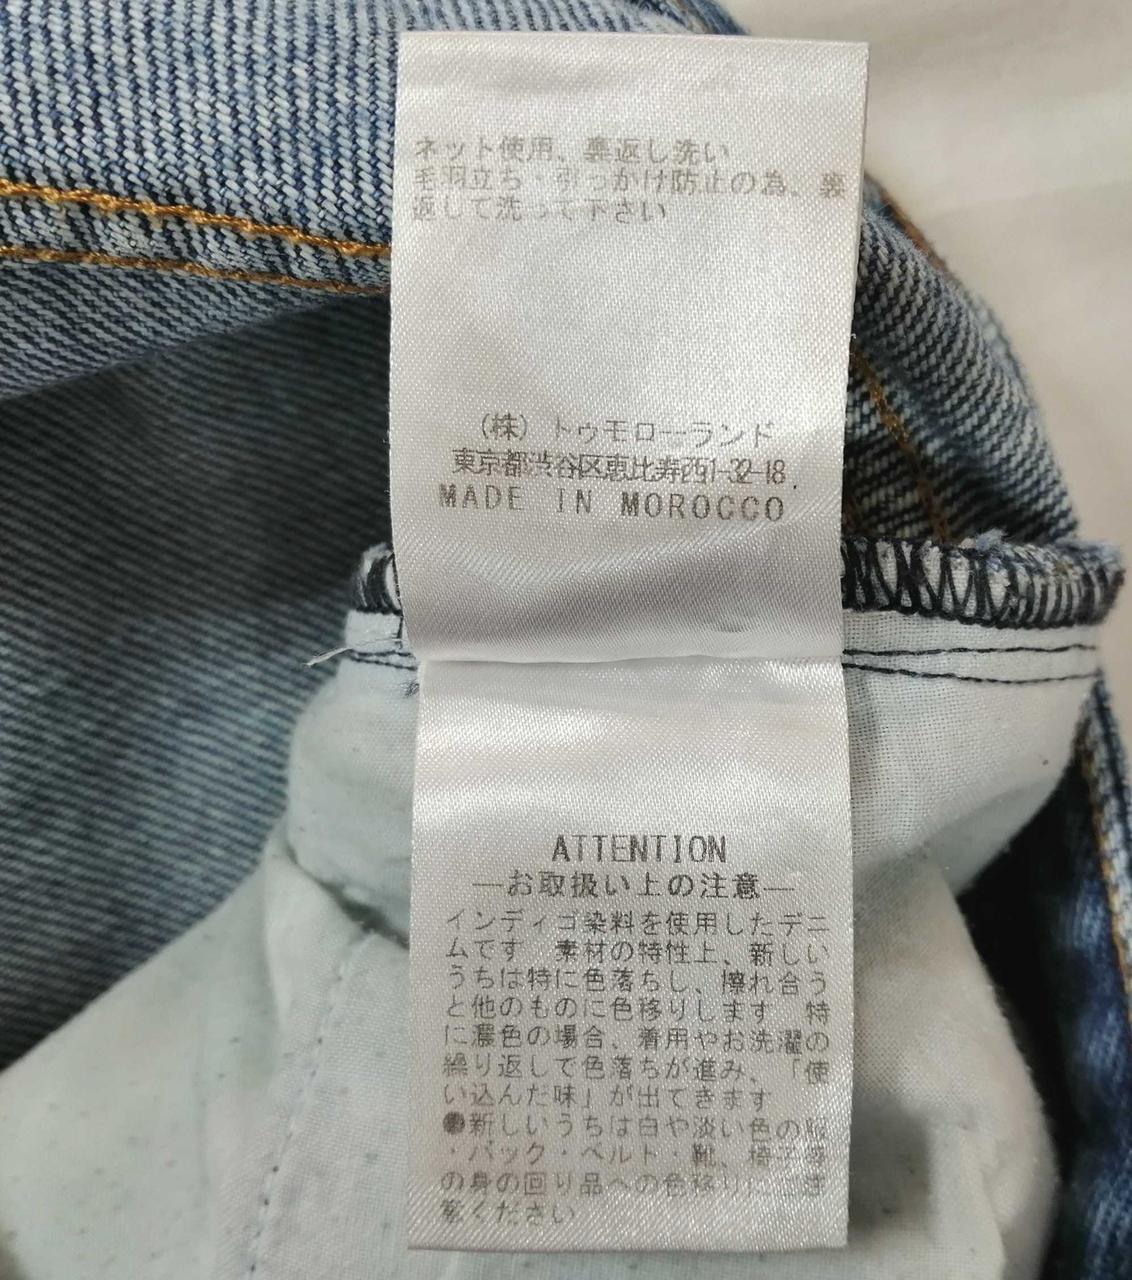 ネット使用、裏返し洗い
毛羽立ち・引っかけ防止の為、裏
返して洗って下さい
（株）トゥモローランド
東京都渋谷区恵比寿西1-32-18.
MADE IN MOROCCO
ATTENTION
―お取扱い上の注意―
インディゴ染料を使用したデニ
ムです 素材の特性上、新しい
うちは特に色落ちし、擦れ合う
と他のものに色移りします 特
に濃色の場合、着用やお洗濯の
繰り返しで色落ちが進み、「使
い込んだ味」が出てきます
●新しいうちは白や淡い色の服
・バック・ベルト・靴、椅子等
の身の回り品への色移りにご注
意ください